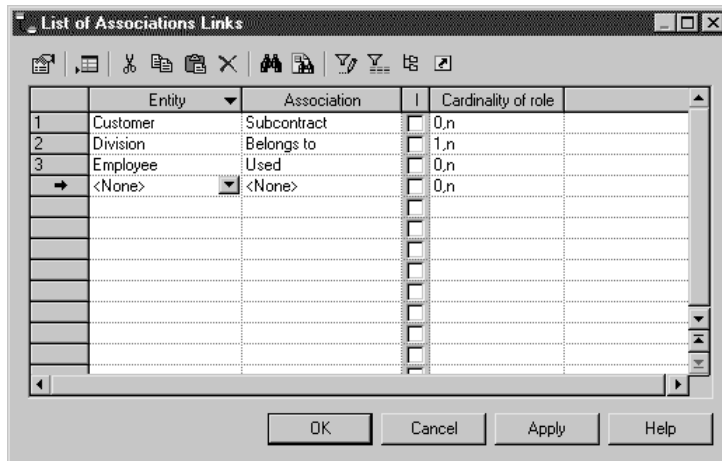 List of Associations Links
Entity Association I Cardinality of role
1 Customer Subcontract 0,n
2 Division Belongs to 1,n
3 Employee Used 0,n
<None> <None> 0,n
OK Cancel Apply Help